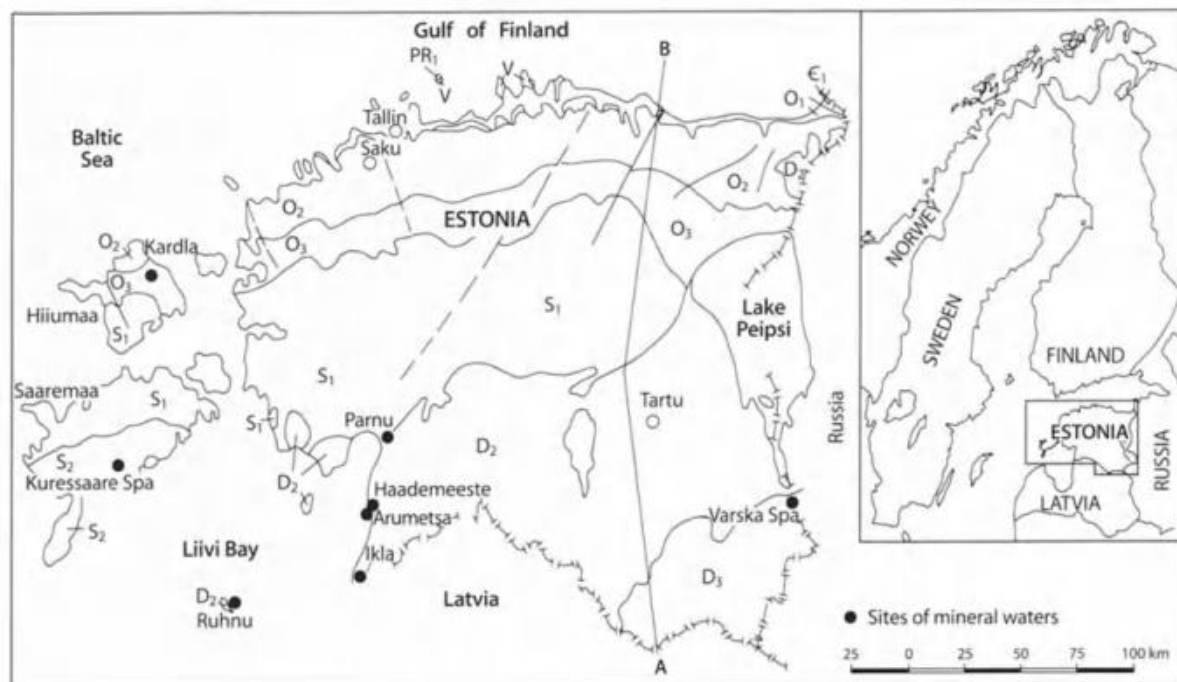 Gulf of Finland
B
PR₁
V
V
Є₁
O₁
Tallin
Baltic
Sea
Saku
D₂
O₂
O₂
ESTONIA
O₃
O₃
O₂
Kardla
O₃
Hiiumaa
S₁
S₁
Lake
Peipsi
Saaremaa
S₁
S₁
S₁
Parnu
Tartu
Russia
S₂
Kuressaare Spa
D₂
D₂
Haademeeste
Arumetsa
Varska Spa
S₂
Liivi Bay
Ikla
D₃
D₂
Ruhnu
Latvia
A
NORWEY
SWEDEN
FINLAND
ESTONIA
RUSSIA
LATVIA
Sites of mineral waters
25 0 25 50 75 100 km